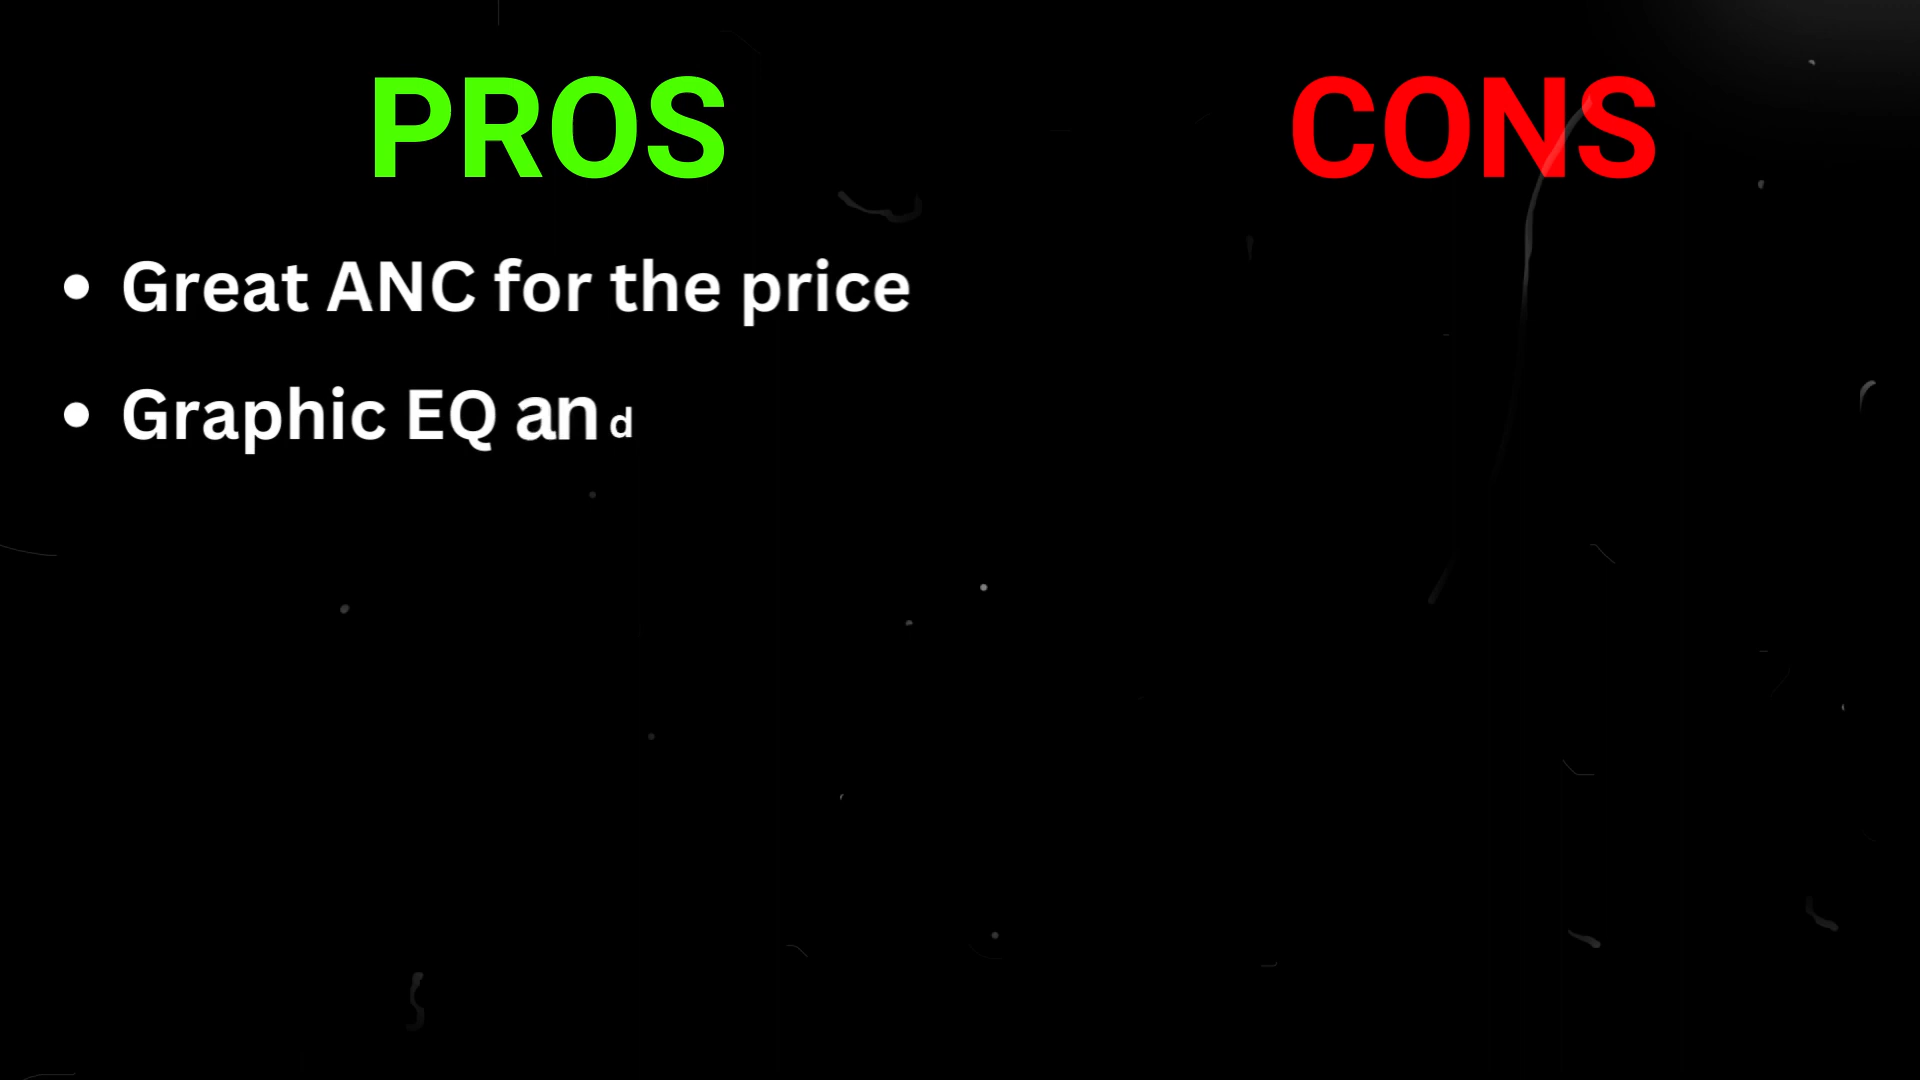 PROS CONS
• Great ANC for the price
• Graphic EQ and